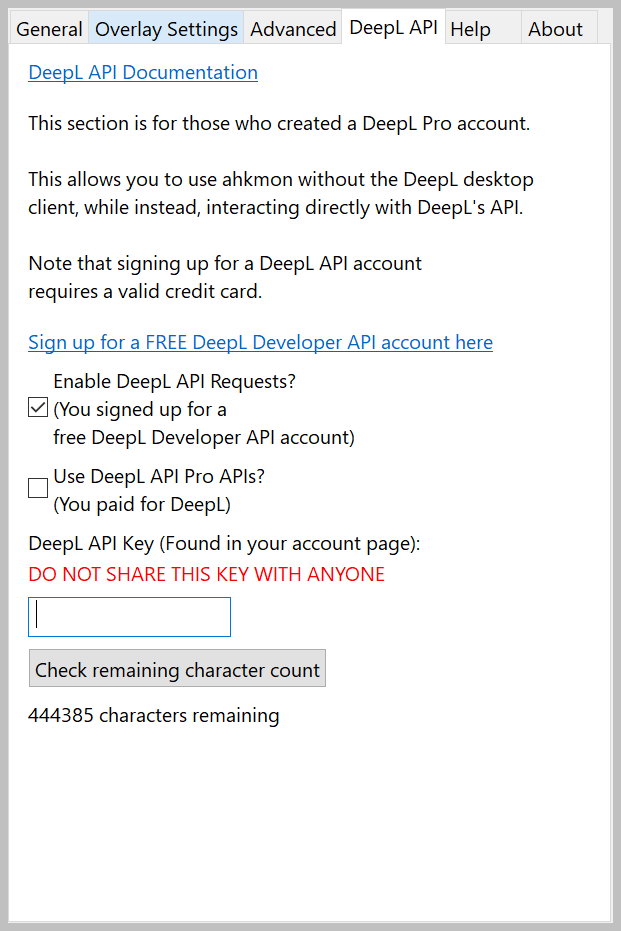 General Overlay Settings Advanced DeepL API Help About
DeepL API Documentation
This section is for those who created a DeepL Pro account.
This allows you to use ahkmon without the DeepL desktop
client, while instead, interacting directly with DeepL's API.
Note that signing up for a DeepL API account
requires a valid credit card.
Sign up for a FREE DeepL Developer API account here
Enable DeepL API Requests?
(You signed up for a
free DeepL Developer API account)
Use DeepL API Pro APIs?
(You paid for DeepL)
DeepL API Key (Found in your account page):
DO NOT SHARE THIS KEY WITH ANYONE
Check remaining character count
444385 characters remaining